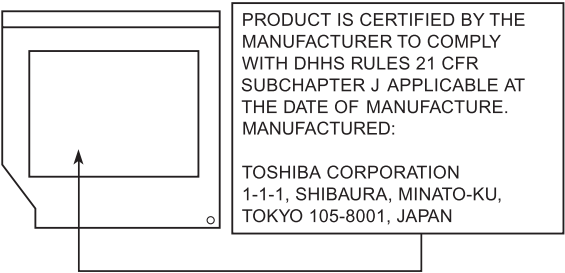 PRODUCT IS CERTIFIED BY THE
MANUFACTURER TO COMPLY
WITH DHHS RULES 21 CFR
SUBCHAPTER J APPLICABLE AT
THE DATE OF MANUFACTURE.
MANUFACTURED:
TOSHIBA CORPORATION
1-1-1, SHIBAURA, MINATO-KU,
TOKYO 105-8001, JAPAN